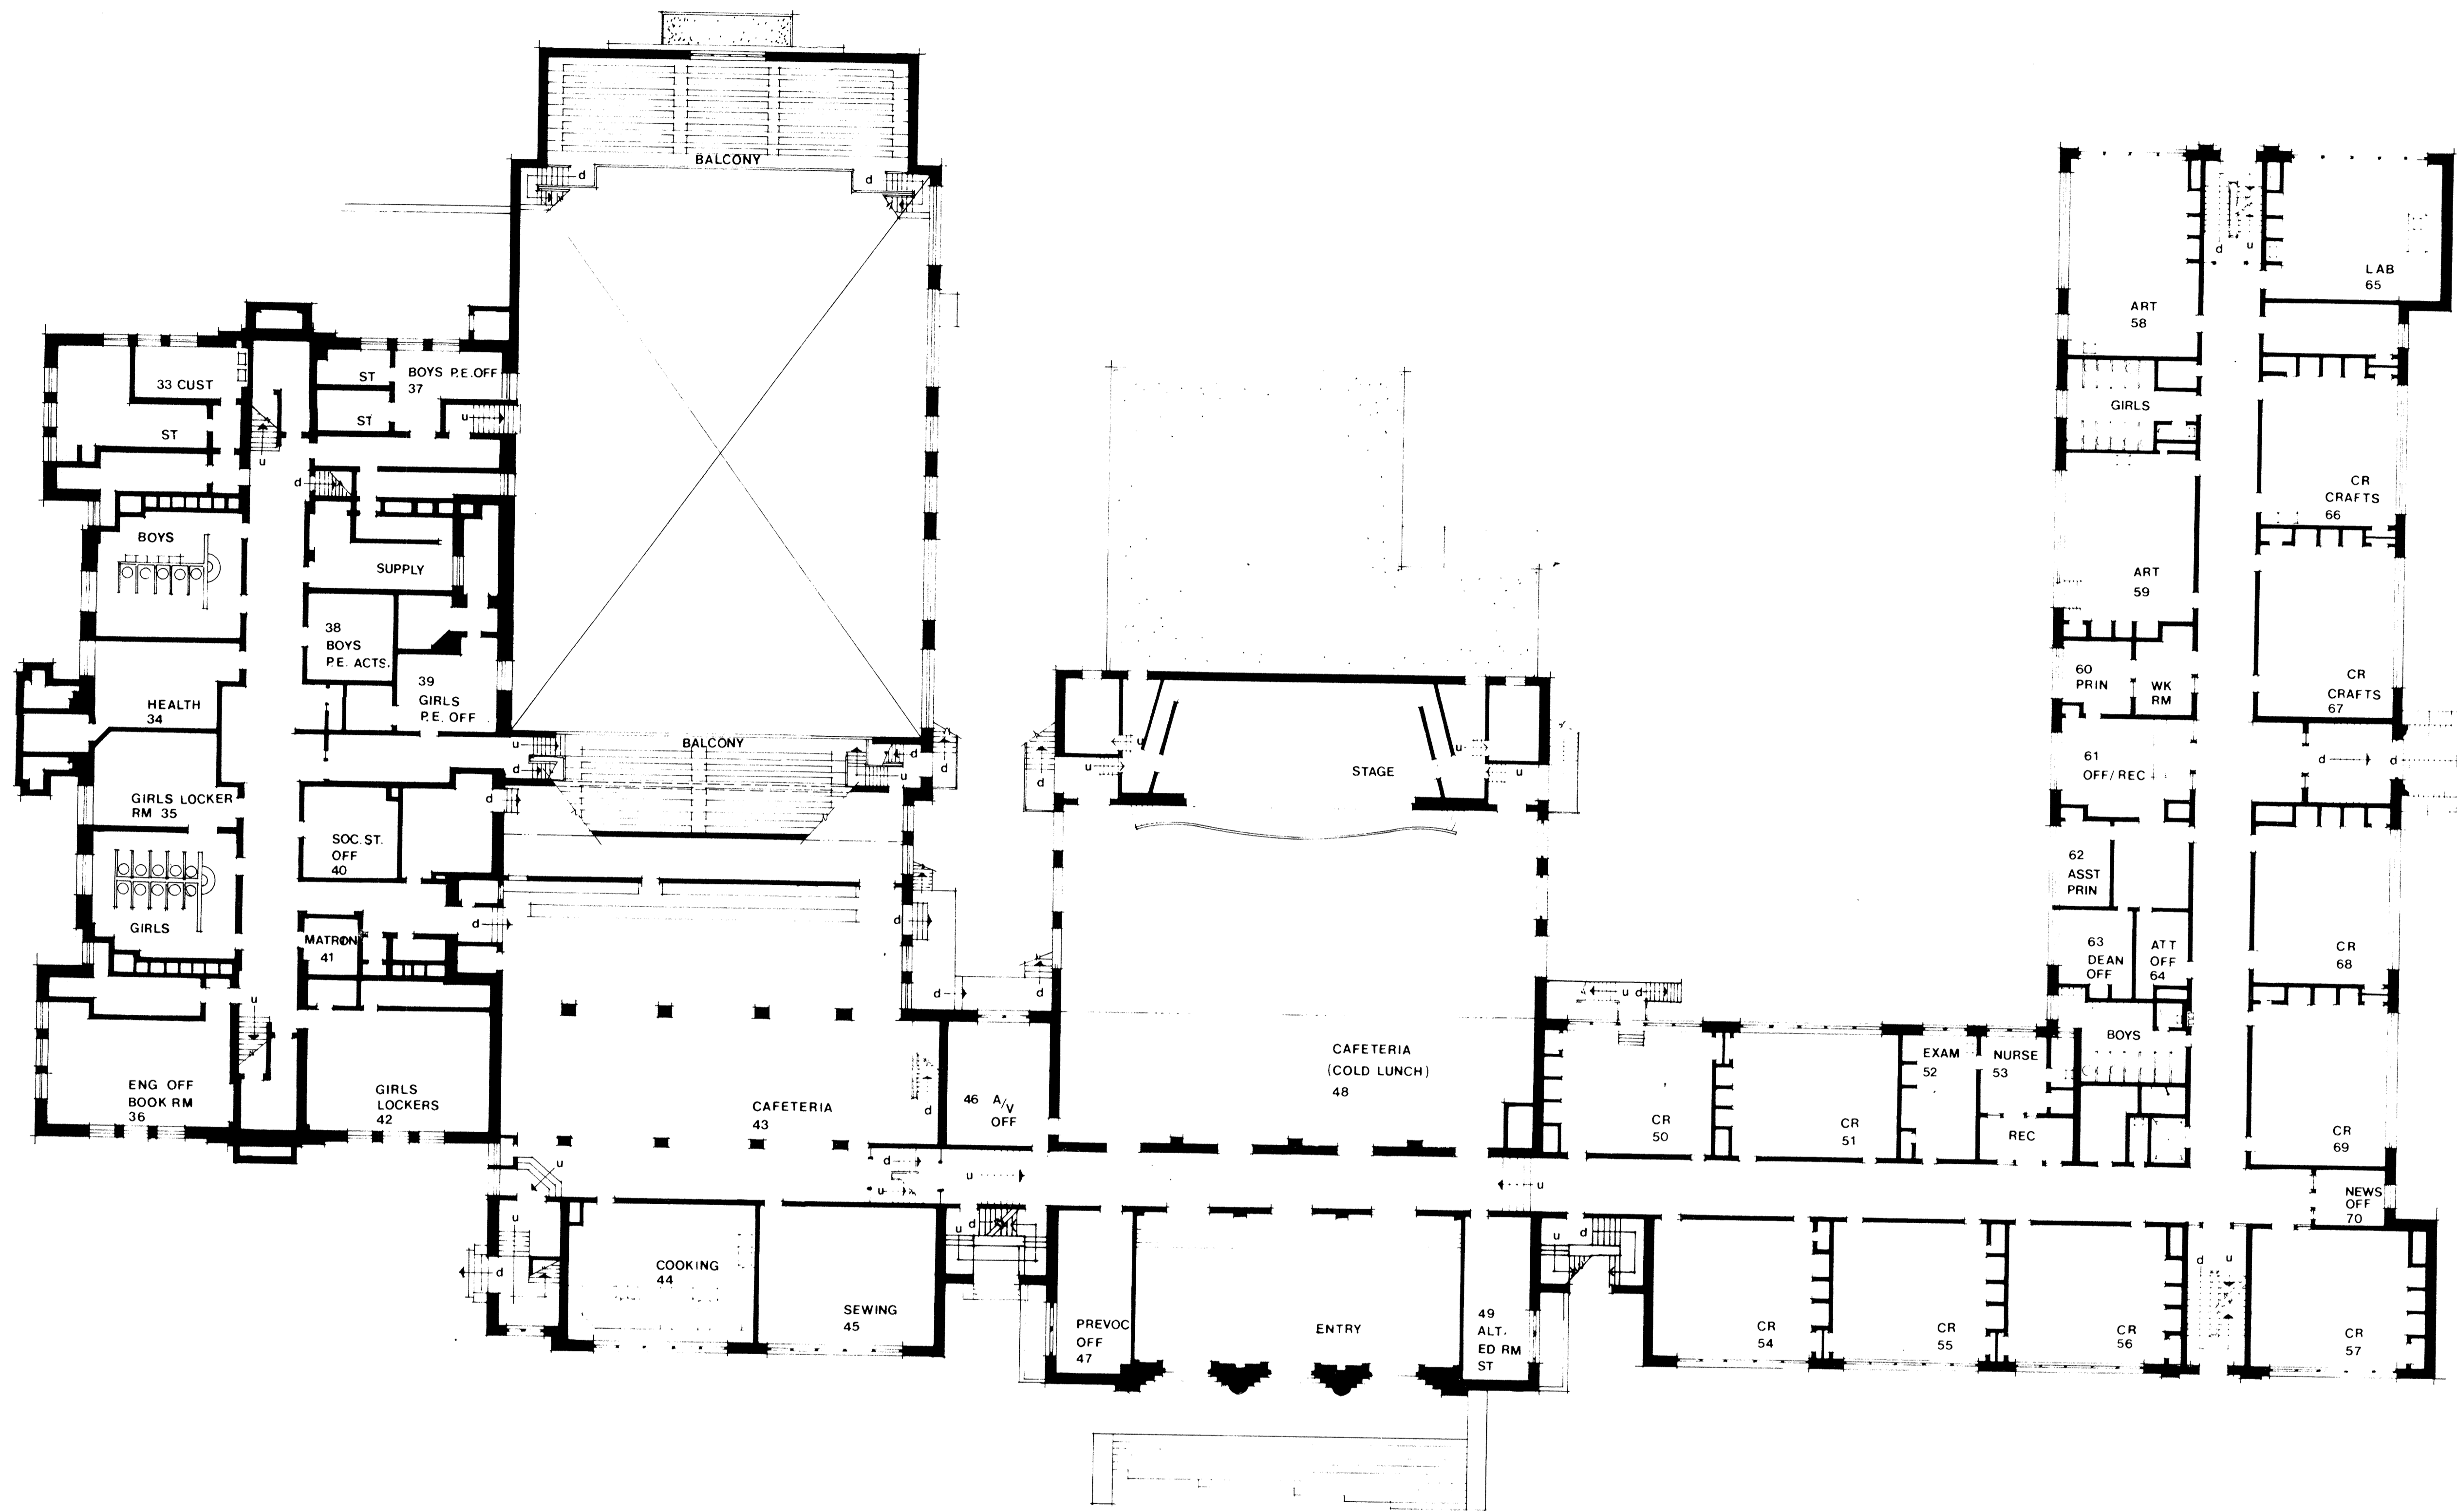 BALCONY
d
d
LAB
65
ART
58
d
u
33 CUST
ST
ST
BOYS P.E. OFF
37
ST
u
u
d
GIRLS
CR
CRAFTS
66
BOYS
SUPPLY
ART
59
38
BOYS
P.E. ACTS.
39
GIRLS
P.E. OFF
HEALTH
34
60
PRIN
WK
RM
CR
CRAFTS
67
u
d
BALCONY
d
u
d
d
u
u
STAGE
u
u
61
OFF/REC
d
d
GIRLS LOCKER
RM 35
d
SOC. ST.
OFF
40
62
ASST
PRIN
GIRLS
d
d
MATRON
41
63
DEAN
OFF
ATT
OFF
64
CR
68
u
d
d
u
d
ENG OFF
BOOK RM
36
GIRLS
LOCKERS
42
CAFETERIA
43
d
46 A/V
OFF
CAFETERIA
(COLD LUNCH)
48
CR
50
CR
51
EXAM
52
NURSE
53
REC
BOYS
CR
69
u
d
u
u
u
NEWS
OFF
70
u
d
COOKING
44
SEWING
45
u
d
PREVOC
OFF
47
ENTRY
49
ALT.
ED RM
ST
u
d
CR
54
CR
55
CR
56
d
u
CR
57